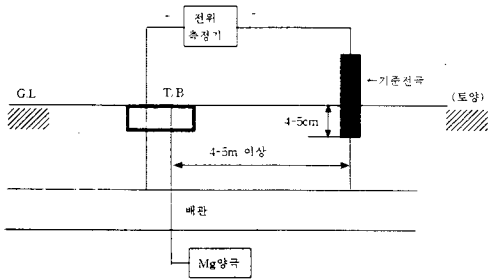 - 전위 -
측정기
G.L T.B ←기준전극 (토양)
4-5cm
4-5m 이상
배관
Mg양극